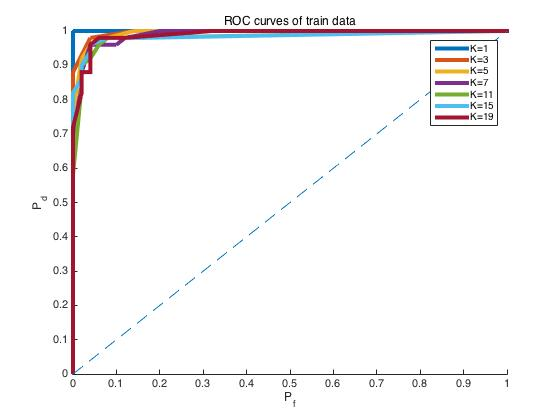 ROC curves of train data
1
0.9
0.8
0.7
0.6
0.5
0.4
0.3
0.2
0.1
0
P_d
K=1
K=3
K=5
K=7
K=11
K=15
K=19
0 0.1 0.2 0.3 0.4 0.5 0.6 0.7 0.8 0.9 1
P_f